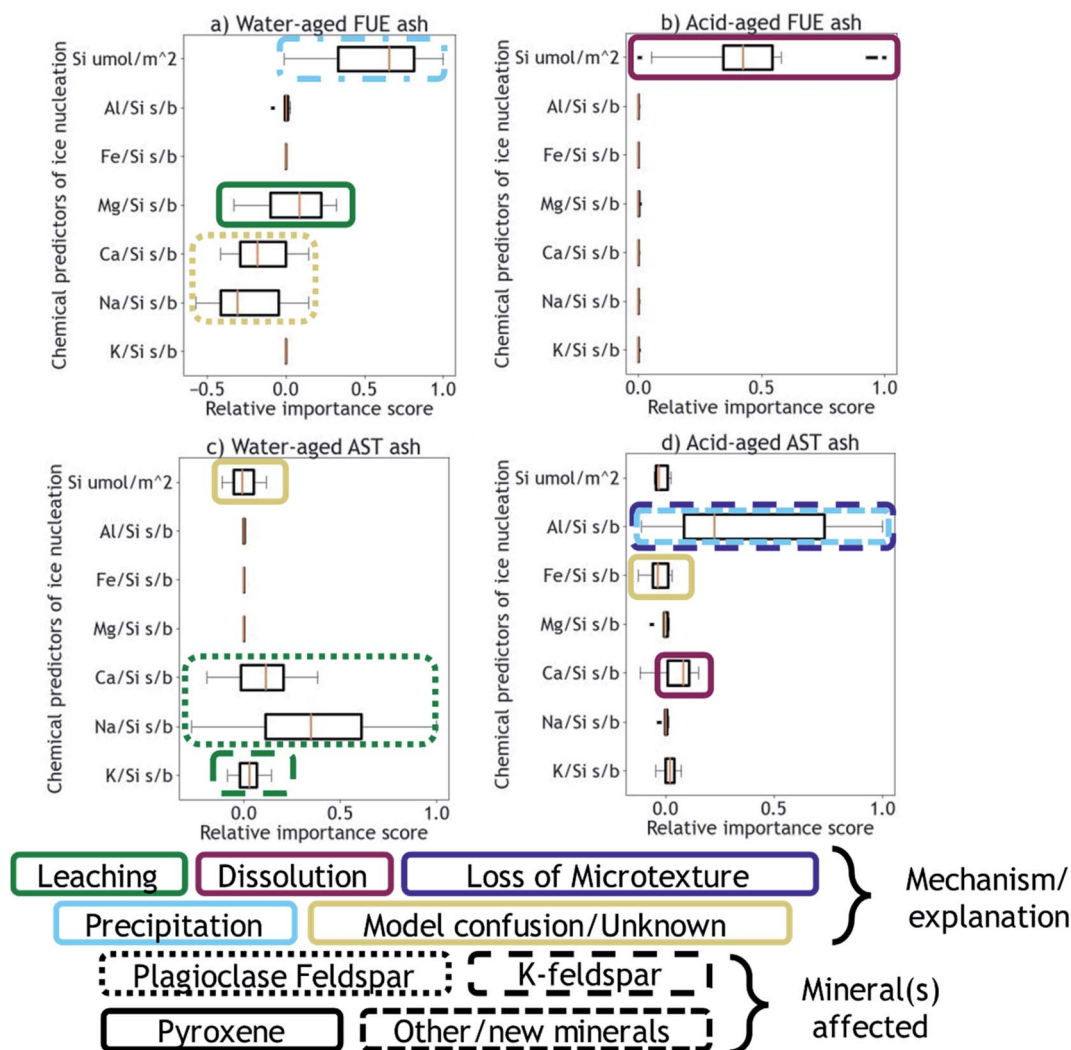 a) Water-aged FUE ash
Chemical predictors of ice nucleation
Si umol/m^2
Al/Si s/b
Fe/Si s/b
Mg/Si s/b
Ca/Si s/b
Na/Si s/b
K/Si s/b
−0.5 0.0 0.5 1.0
Relative importance score
b) Acid-aged FUE ash
Chemical predictors of ice nucleation
Si umol/m^2
Al/Si s/b
Fe/Si s/b
Mg/Si s/b
Ca/Si s/b
Na/Si s/b
K/Si s/b
0.0 0.5 1.0
Relative importance score
c) Water-aged AST ash
Chemical predictors of ice nucleation
Si umol/m^2
Al/Si s/b
Fe/Si s/b
Mg/Si s/b
Ca/Si s/b
Na/Si s/b
K/Si s/b
0.0 0.5 1.0
Relative importance score
d) Acid-aged AST ash
Chemical predictors of ice nucleation
Si umol/m^2
Al/Si s/b
Fe/Si s/b
Mg/Si s/b
Ca/Si s/b
Na/Si s/b
K/Si s/b
0.0 0.5 1.0
Relative importance score
Leaching Dissolution Loss of Microtexture
Precipitation Model confusion/Unknown
Mechanism/
explanation
Plagioclase Feldspar K-feldspar
Pyroxene Other/new minerals
Mineral(s)
affected